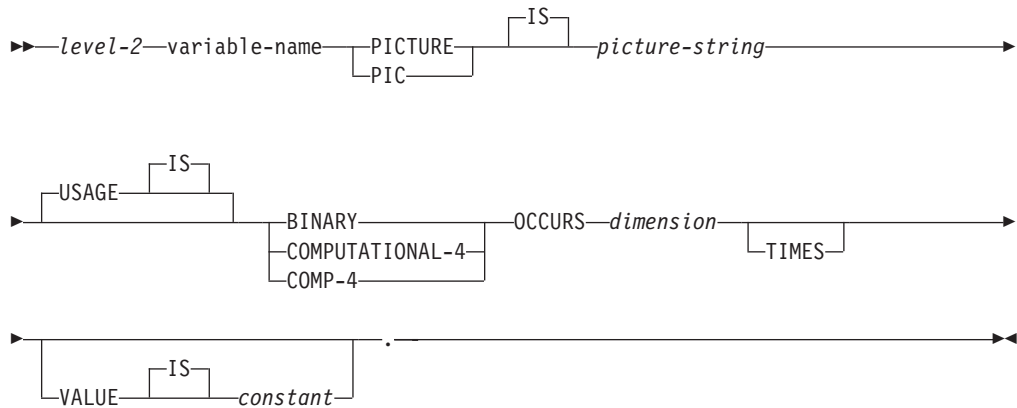 IS
level-2 variable-name PICTURE picture-string
PIC
IS
USAGE
BINARY OCCURS dimension
COMPUTATIONAL-4 TIMES
COMP-4
.
IS
VALUE constant